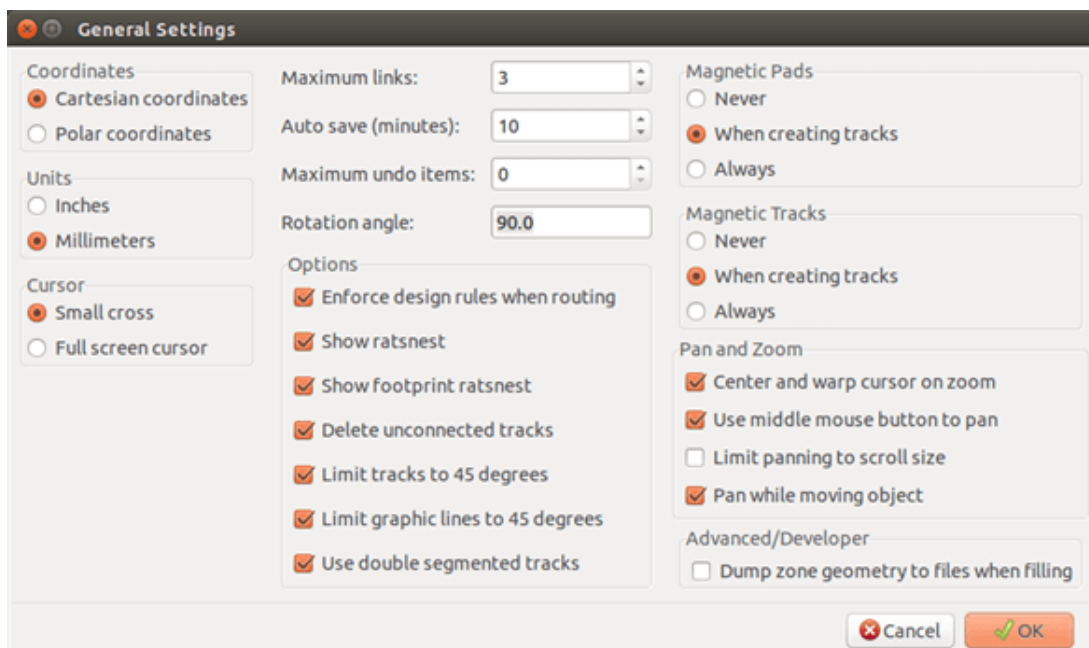 General Settings
Coordinates
Cartesian coordinates
Polar coordinates
Units
Inches
Millimeters
Cursor
Small cross
Full screen cursor
Maximum links: 3
Auto save (minutes): 10
Maximum undo items: 0
Rotation angle: 90.0
Options
Enforce design rules when routing
Show ratsnest
Show footprint ratsnest
Delete unconnected tracks
Limit tracks to 45 degrees
Limit graphic lines to 45 degrees
Use double segmented tracks
Magnetic Pads
Never
When creating tracks
Always
Magnetic Tracks
Never
When creating tracks
Always
Pan and Zoom
Center and warp cursor on zoom
Use middle mouse button to pan
Limit panning to scroll size
Pan while moving object
Advanced/Developer
Dump zone geometry to files when filling
Cancel
OK